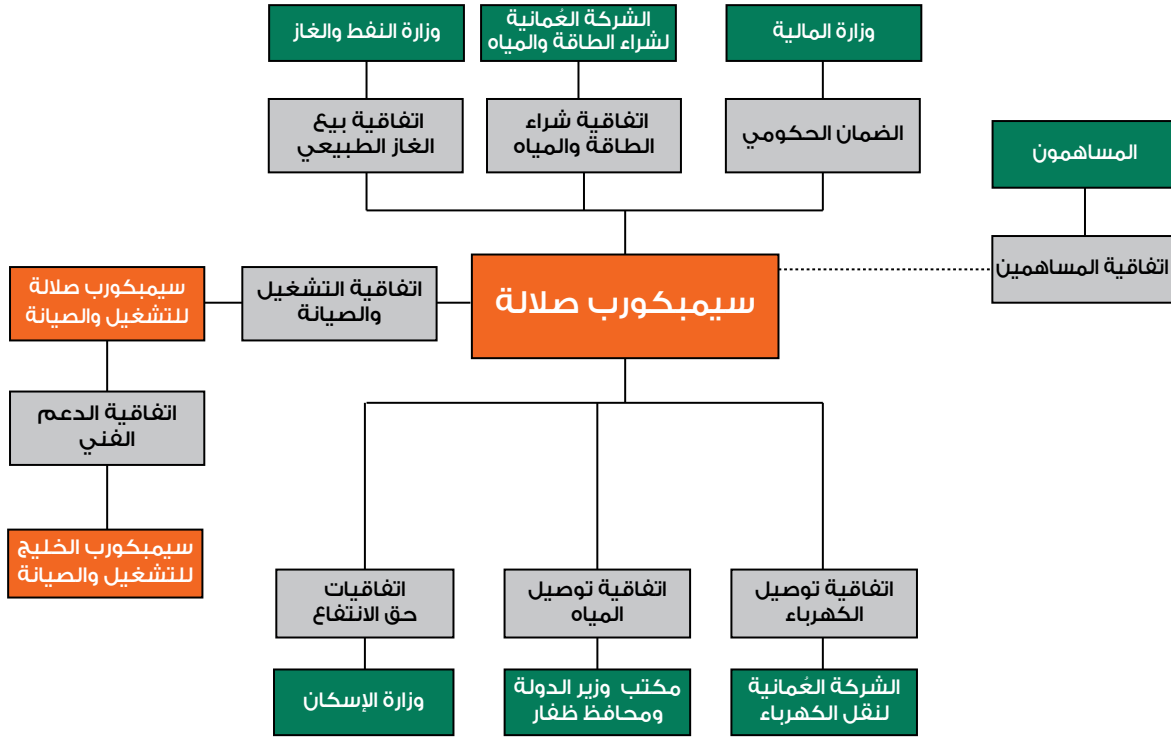 وزارة المالية
الشركة العُمانية
لشراء الطاقة والمياه
وزارة النفط والغاز
الضمان الحكومي
اتفاقية شراء
الطاقة والمياه
اتفاقية بيع
الغاز الطبيعي
المساهمون
اتفاقية المساهمين
سيمبكورب صلالة
اتفاقية التشغيل
والصيانة
سيمبكورب صلالة
للتشغيل والصيانة
اتفاقية الدعم
الفني
سيمبكورب الخليج
للتشغيل والصيانة
اتفاقية توصيل
الكهرباء
اتفاقية توصيل
المياه
اتفاقيات
حق الانتفاع
الشركة العُمانية
لنقل الكهرباء
مكتب وزير الدولة
ومحافظ ظفار
وزارة الإسكان